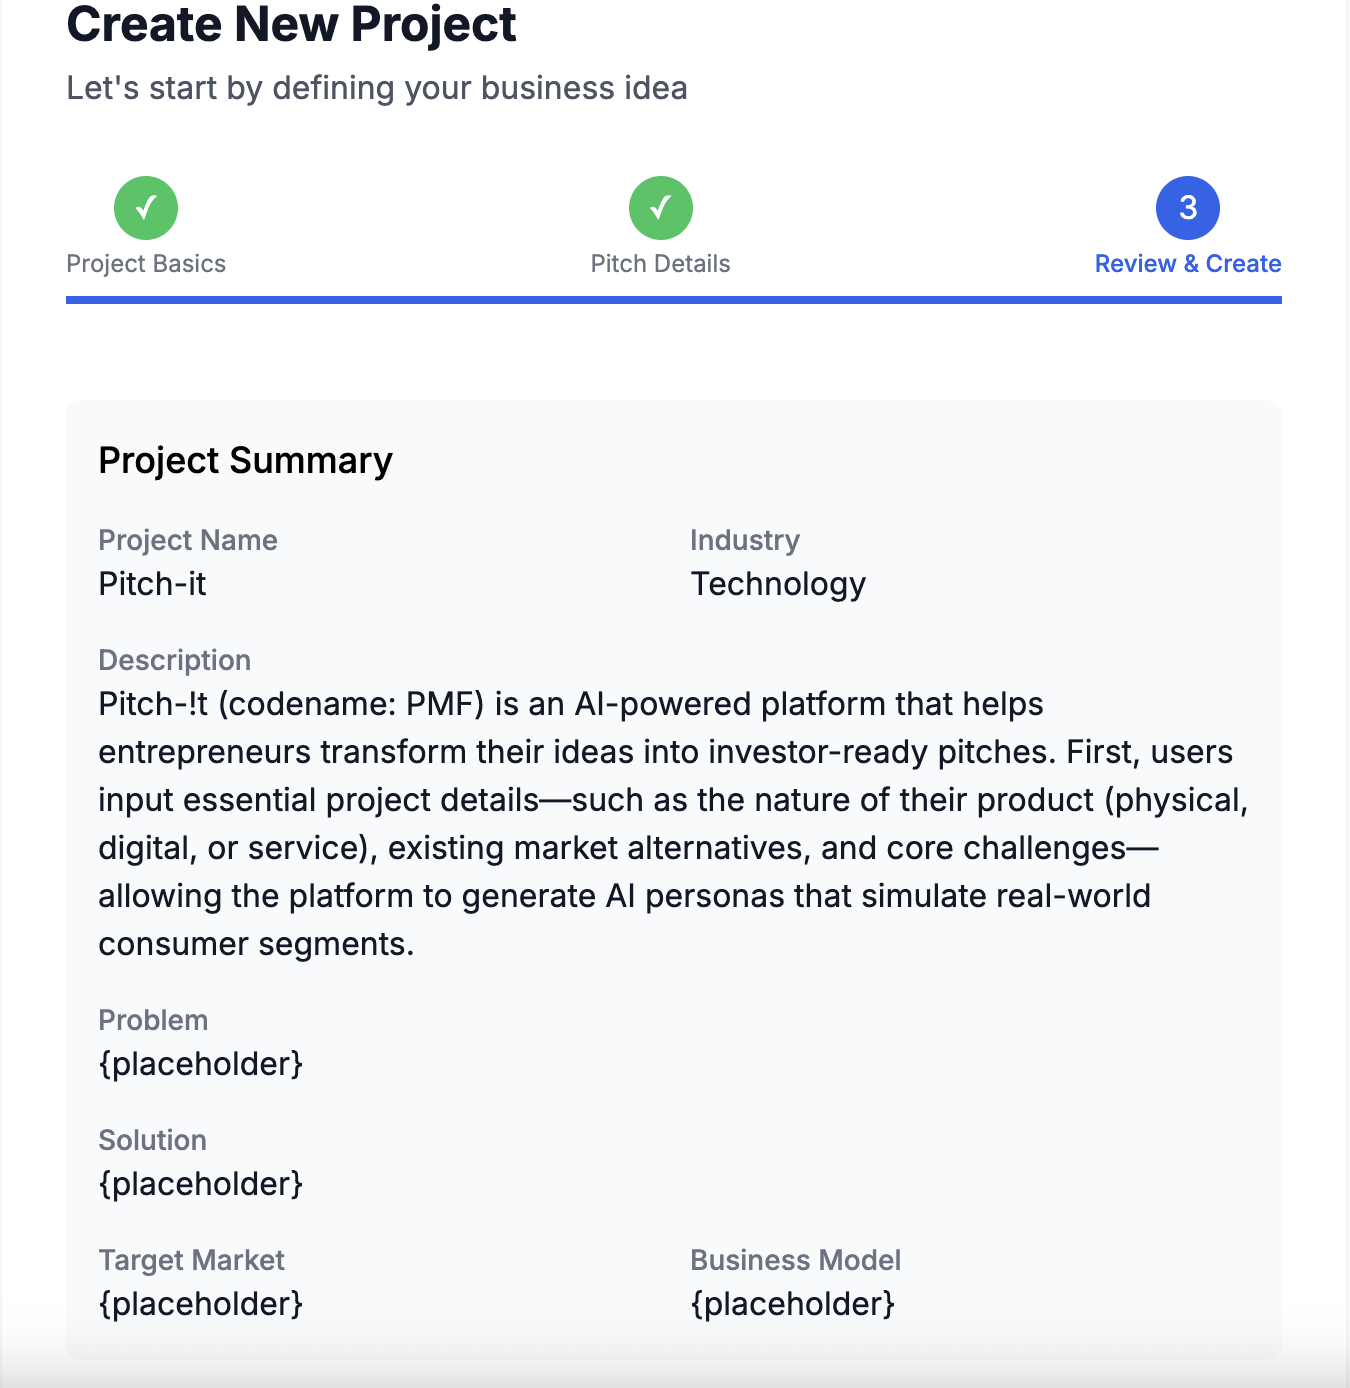 Create New Project
Let's start by defining your business idea
✓
✓
3
Project Basics
Pitch Details
Review & Create
Project Summary
Project Name
Industry
Pitch-it
Technology
Description
Pitch-!t (codename: PMF) is an AI-powered platform that helps
entrepreneurs transform their ideas into investor-ready pitches. First, users
input essential project details—such as the nature of their product (physical,
digital, or service), existing market alternatives, and core challenges—
allowing the platform to generate AI personas that simulate real-world
consumer segments.
Problem
{placeholder}
Solution
{placeholder}
Target Market
Business Model
{placeholder}
{placeholder}